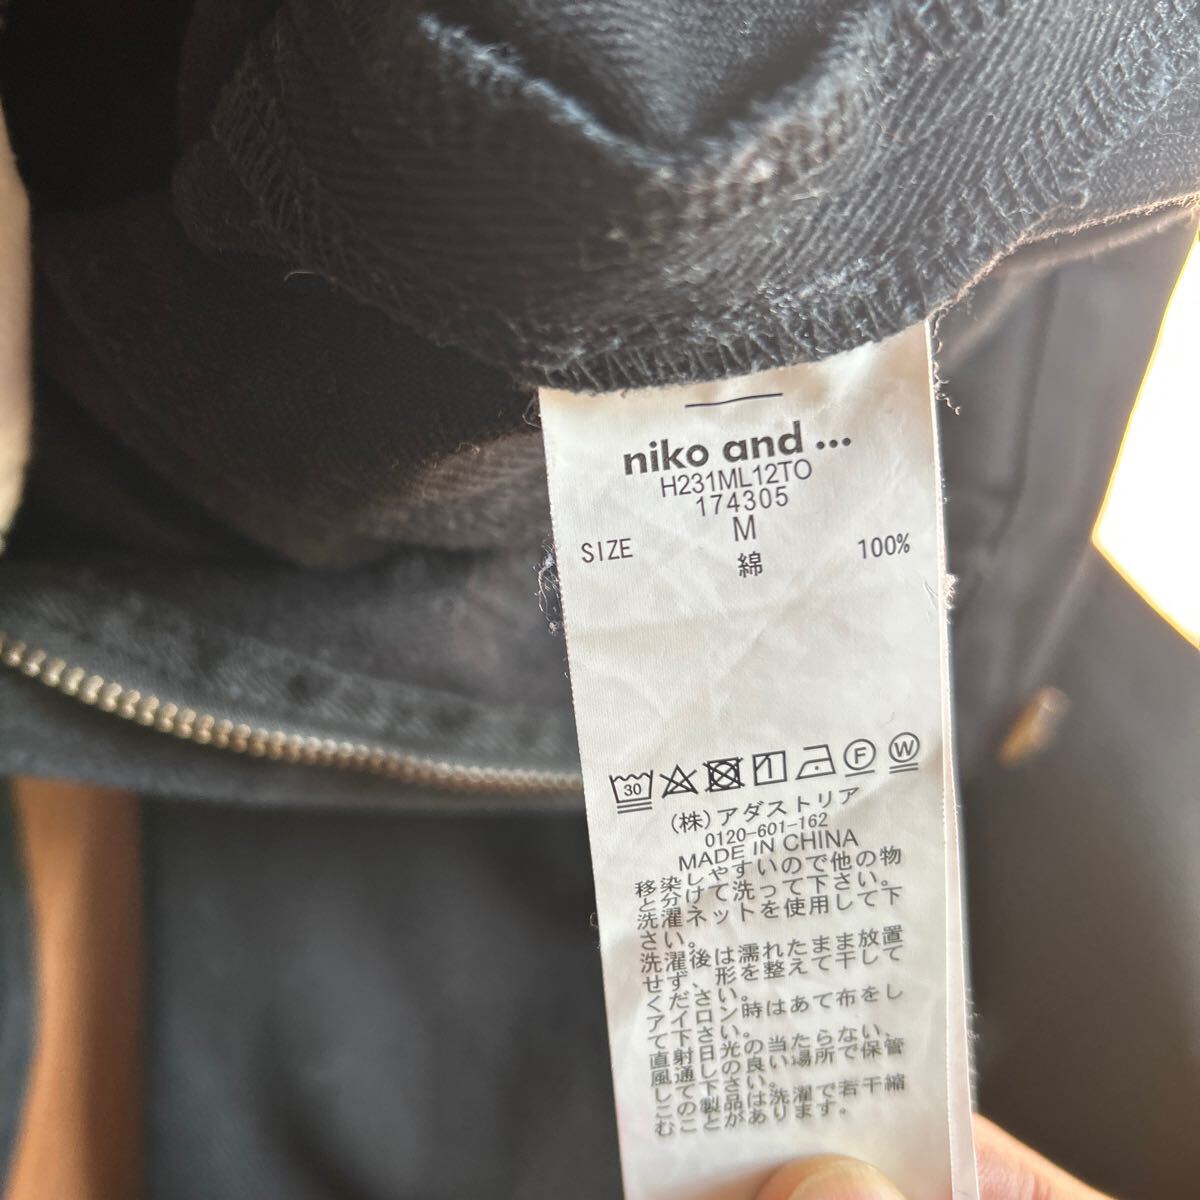 niko and ...
H231ML12TO
174305
SIZE M
綿 100%
30 F W
(株)アダストリア
0120-601-162
MADE IN CHINA
移染しやすいので他の物
と分けて洗って下さい。
洗濯ネットを使用して下
さい。
洗濯後は濡れたまま放置
せず、形を整えて干して
ください。
アイロン時はあて布をし
て下さい。
直射日光の当たらない、
風通しの良い場所で保管
して下さい。
この製品は洗濯で若干縮
むことがあります。